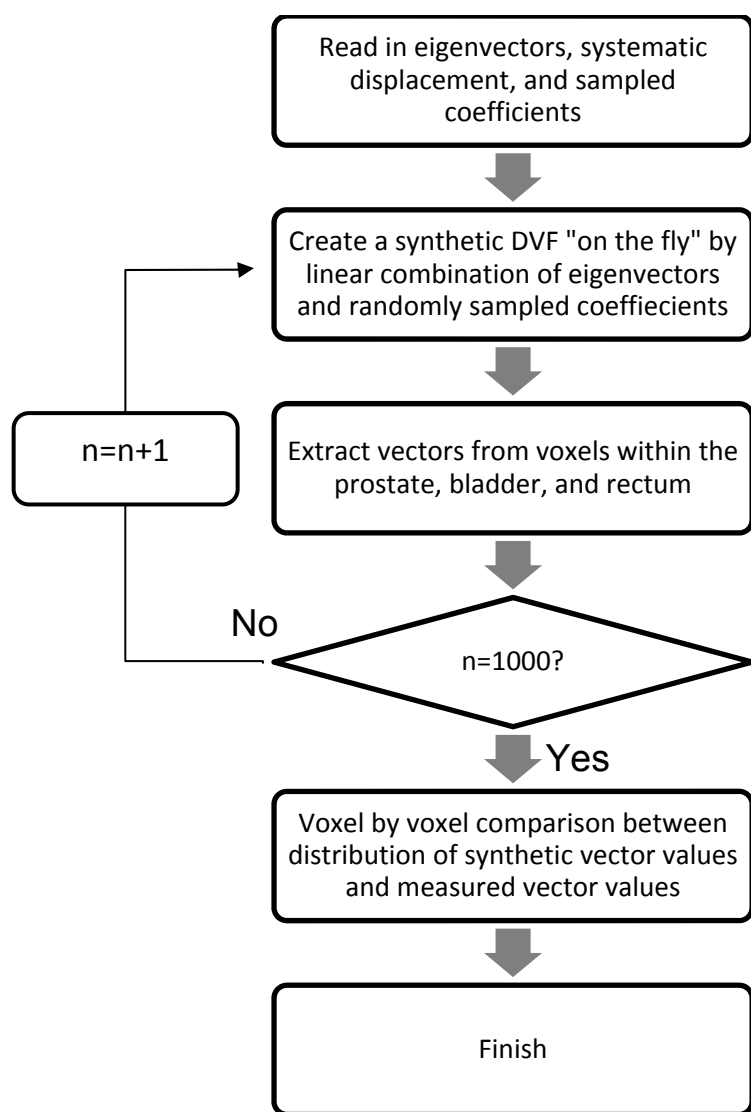 Read in eigenvectors, systematic
displacement, and sampled
coefficients
Create a synthetic DVF "on the fly" by
linear combination of eigenvectors
and randomly sampled coeffiecients
n=n+1
Extract vectors from voxels within the
prostate, bladder, and rectum
No
n=1000?
Yes
Voxel by voxel comparison between
distribution of synthetic vector values
and measured vector values
Finish